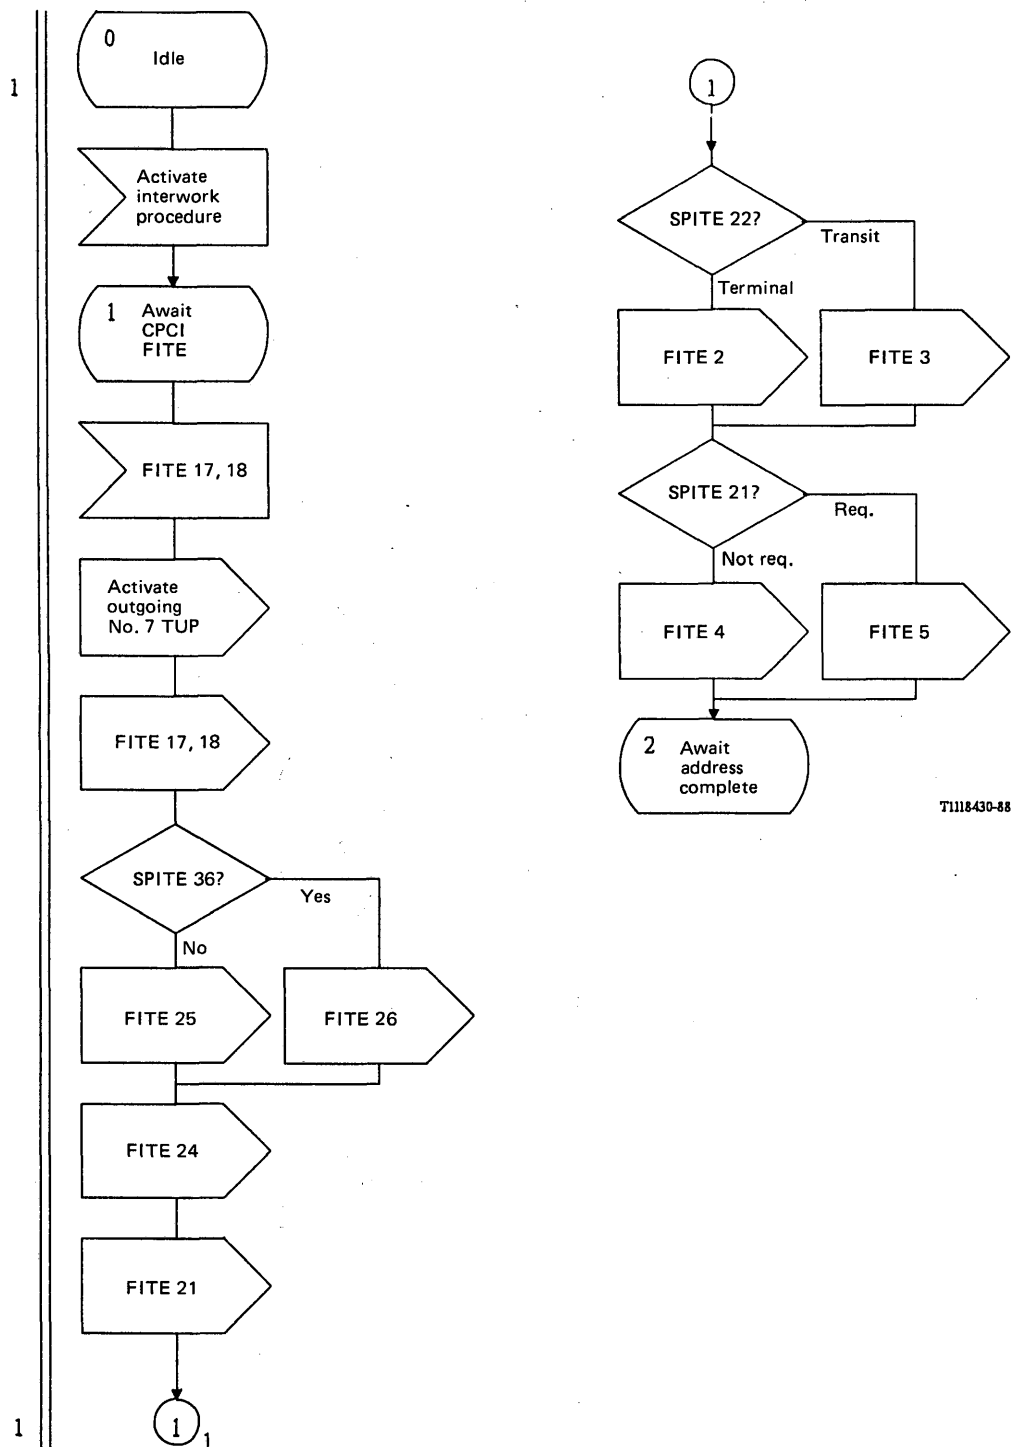 0
Idle
1
Activate
interwork
procedure
1 Await
CPCI
FITE
FITE 17, 18
Activate
outgoing
No. 7 TUP
FITE 17, 18
SPITE 36?
Yes
No
FITE 25
FITE 26
FITE 24
FITE 21
1
1
1
1
SPITE 22?
Transit
Terminal
FITE 2
FITE 3
SPITE 21?
Req.
Not req.
FITE 4
FITE 5
2 Await
address
complete
T1118430-88